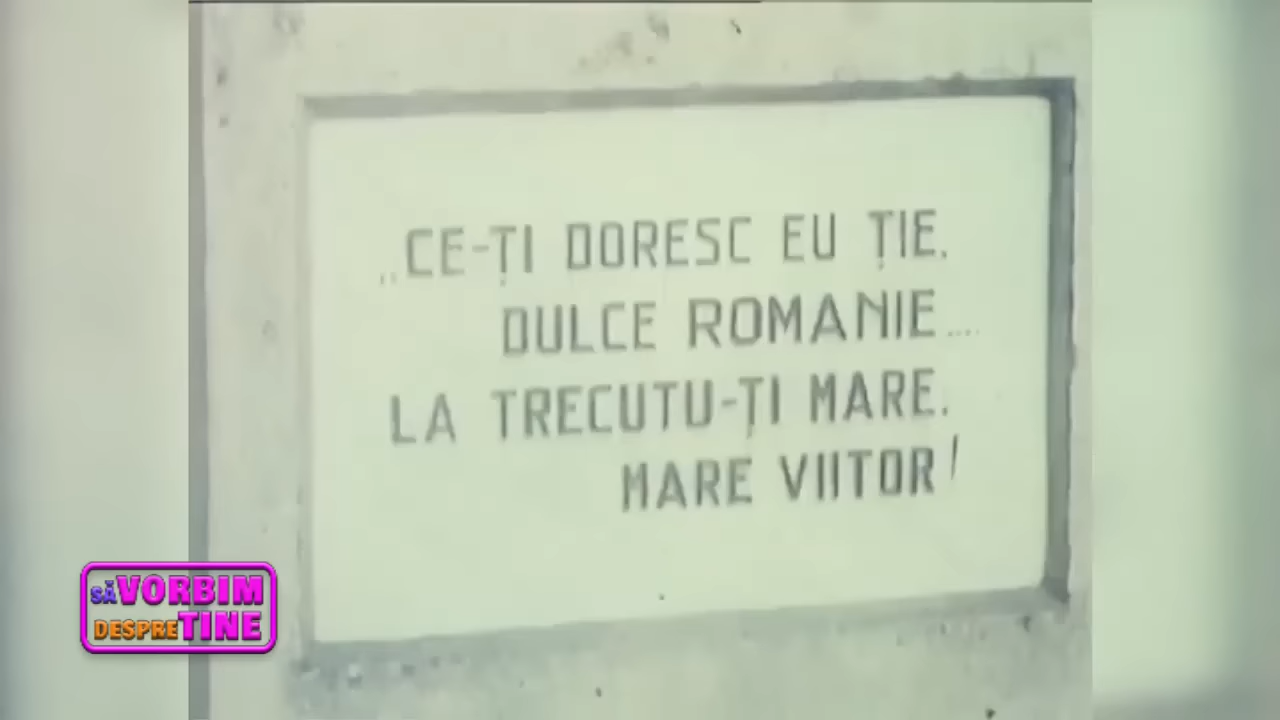 „CE-ȚI DORESC EU ȚIE,
DULCE ROMANIE....
LA TRECUTU-ȚI MARE,
MARE VIITOR!
SĂ VORBIM
DESPRE TINE